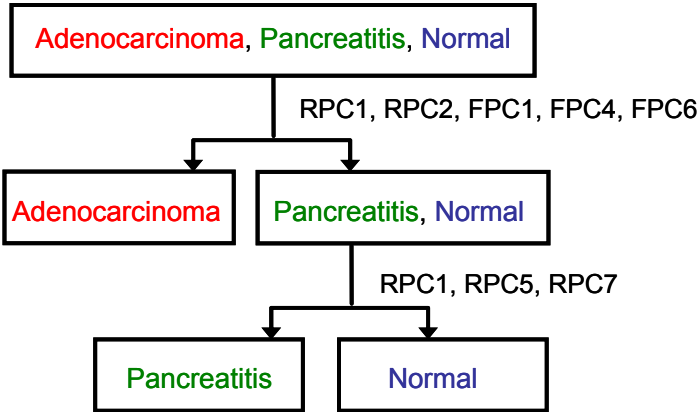 Adenocarcinoma, Pancreatitis, Normal
RPC1, RPC2, FPC1, FPC4, FPC6
Adenocarcinoma
Pancreatitis, Normal
RPC1, RPC5, RPC7
Pancreatitis
Normal